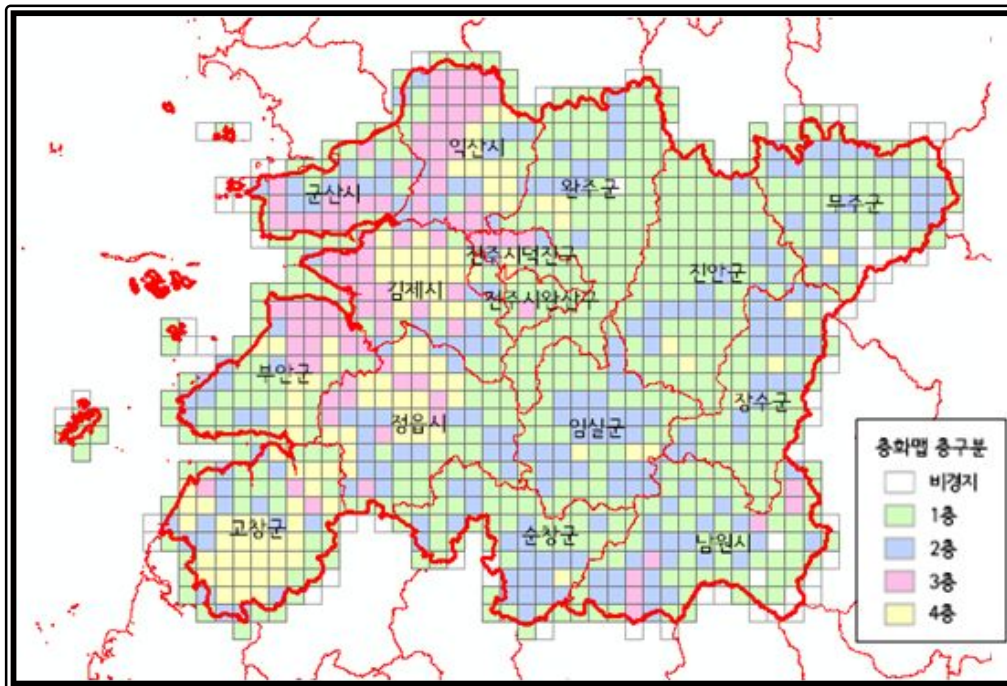 익산시
군산시
완주군
무주군
전주시덕진구
진안군
김제시
전주시완산구
부안군
장수군
정읍시
임실군
고창군
순창군
남원시
층화맵 층구분
비경지
1층
2층
3층
4층